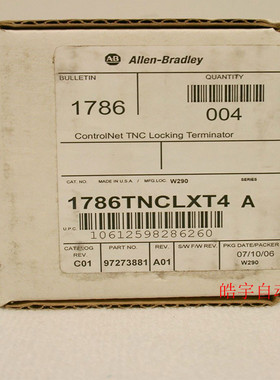 AB Allen-Bradley
BULLETIN QUANTITY
1786 004
ControlNet TNC Locking Terminator
CAT. NO. MADE IN U.S.A. / MFG. LOC. W290 SERIES
1786TNCLXT4 A
U.P.C. 10612598286260
CATALOG REV. PART NO. REV. S/W F/W REV. PKG DATE/PACKER
C01 97273881 A01 07/10/06
W290
皓宇自